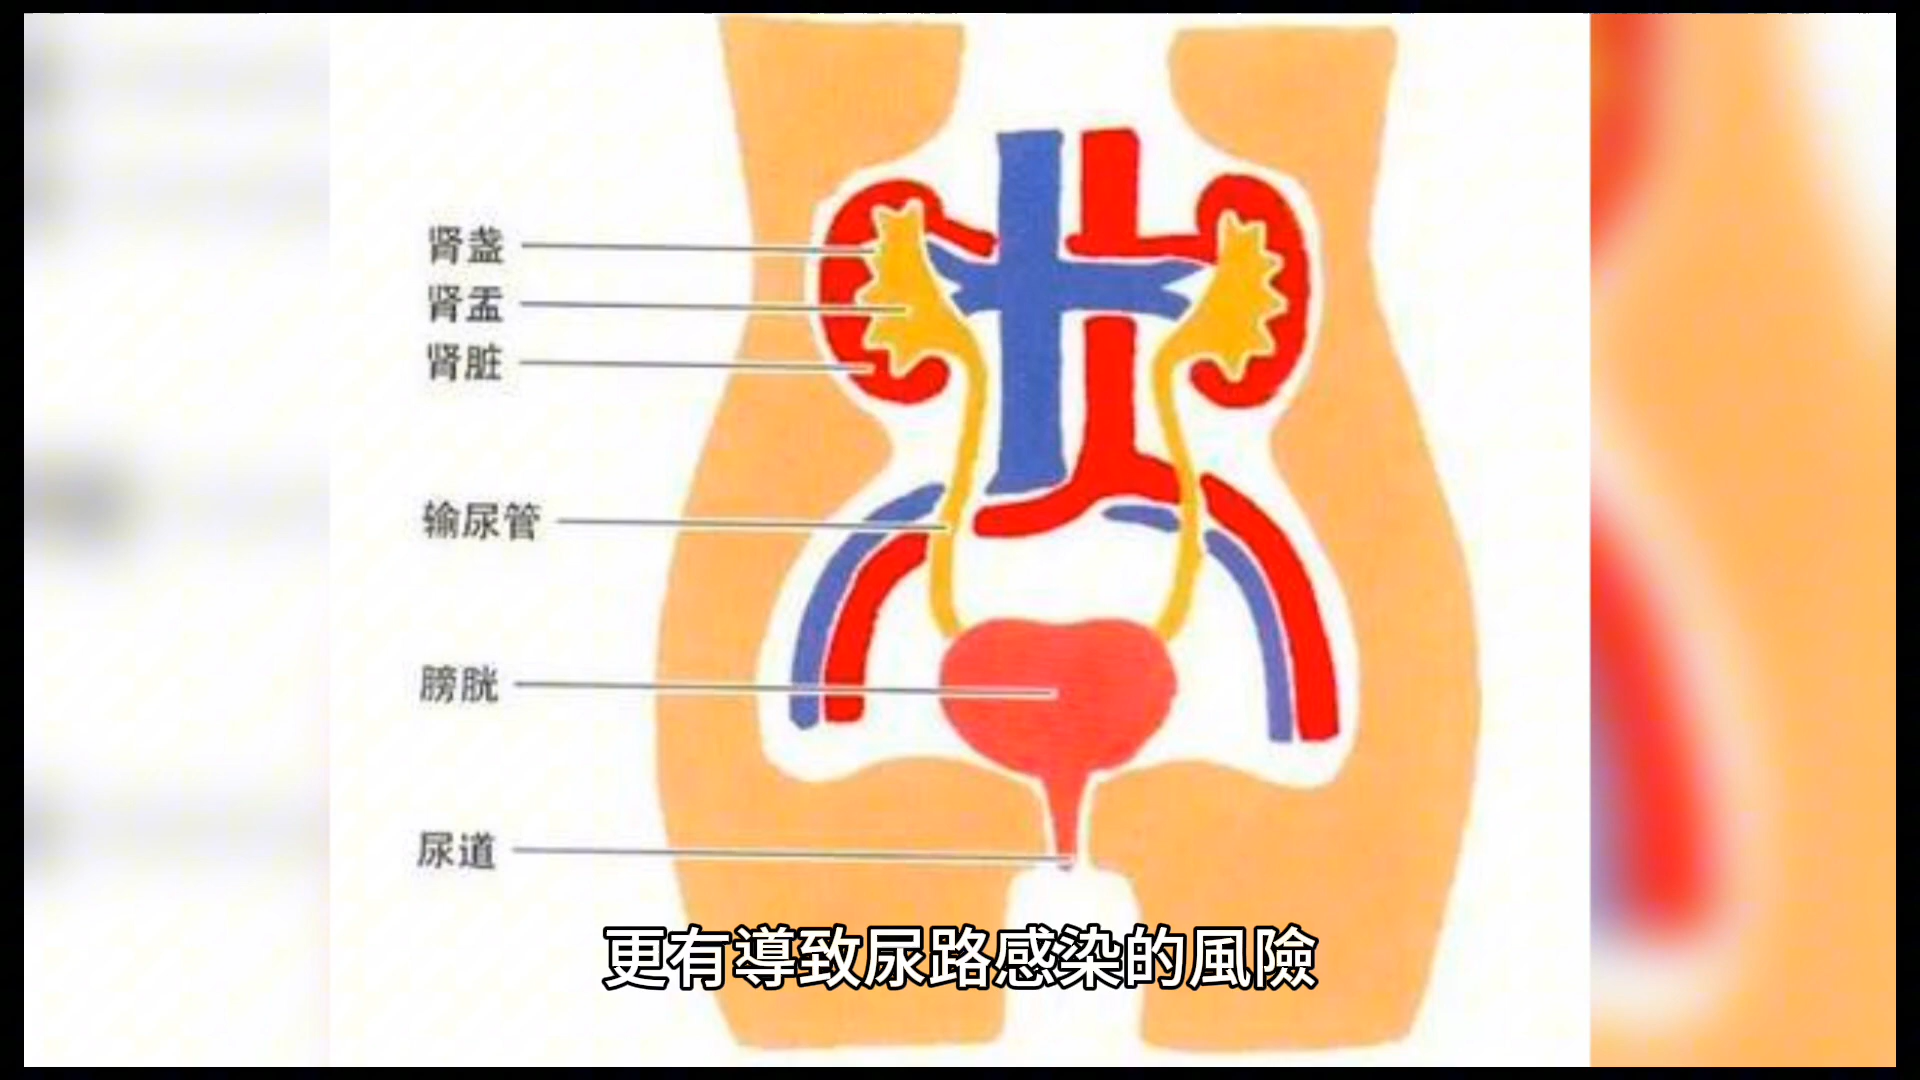 肾盏
肾盂
肾脏
输尿管
膀胱
尿道
更有導致尿路感染的風險